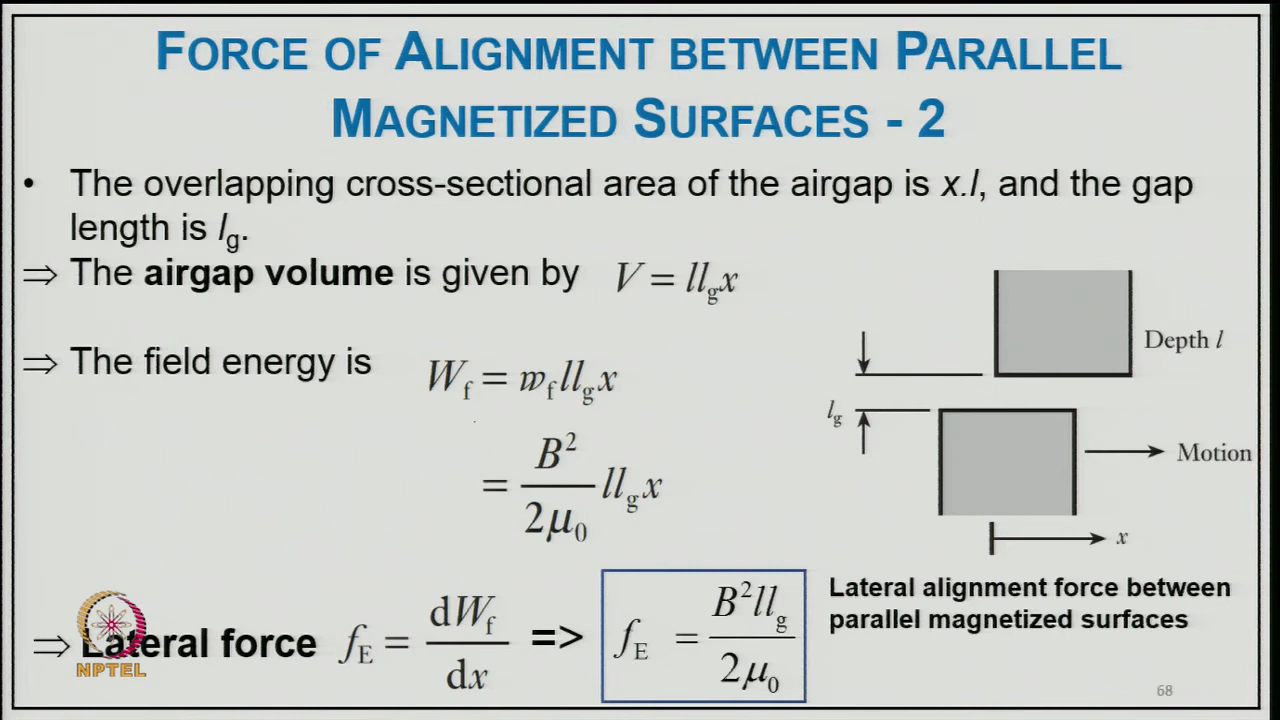 FORCE OF ALIGNMENT BETWEEN PARALLEL
MAGNETIZED SURFACES - 2
• The overlapping cross-sectional area of the airgap is x.l, and the gap
length is lg.
⇒ The airgap volume is given by V = llgx
⇒ The field energy is Wf = wf llgx
= B²/2μ0 llgx
⇒ Lateral force fE = dWf/dx => fE = B²llg/2μ0
Depth l
lg
Motion
x
Lateral alignment force between
parallel magnetized surfaces
NPTEL
68